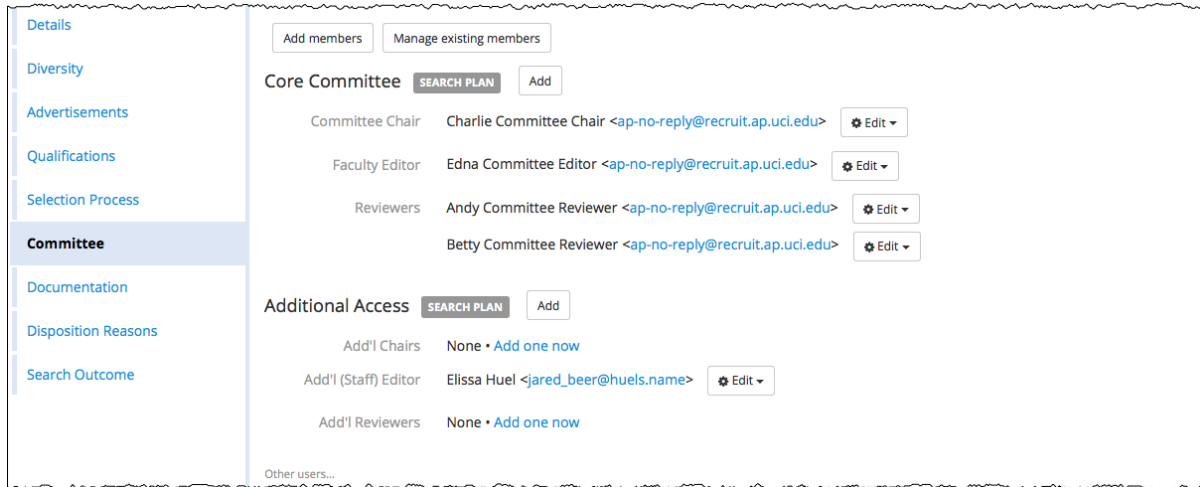 Details
Diversity
Advertisements
Qualifications
Selection Process
Committee
Documentation
Disposition Reasons
Search Outcome
Add members Manage existing members
Core Committee SEARCH PLAN Add
Committee Chair Charlie Committee Chair <ap-no-reply@recruit.ap.uci.edu> Edit
Faculty Editor Edna Committee Editor <ap-no-reply@recruit.ap.uci.edu> Edit
Reviewers Andy Committee Reviewer <ap-no-reply@recruit.ap.uci.edu> Edit
Betty Committee Reviewer <ap-no-reply@recruit.ap.uci.edu> Edit
Additional Access SEARCH PLAN Add
Add'l Chairs None • Add one now
Add'l (Staff) Editor Elissa Huel <jared_beer@huels.name> Edit
Add'l Reviewers None • Add one now
Other users...